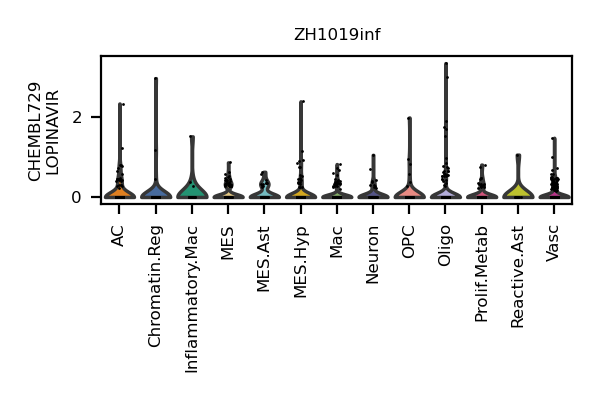 ZH1019inf
CHEMBL729
LOPINAVIR
2
0
AC
Chromatin.Reg
Inflammatory.Mac
MES
MES.Ast
MES.Hyp
Mac
Neuron
OPC
Oligo
Prolif.Metab
Reactive.Ast
Vasc